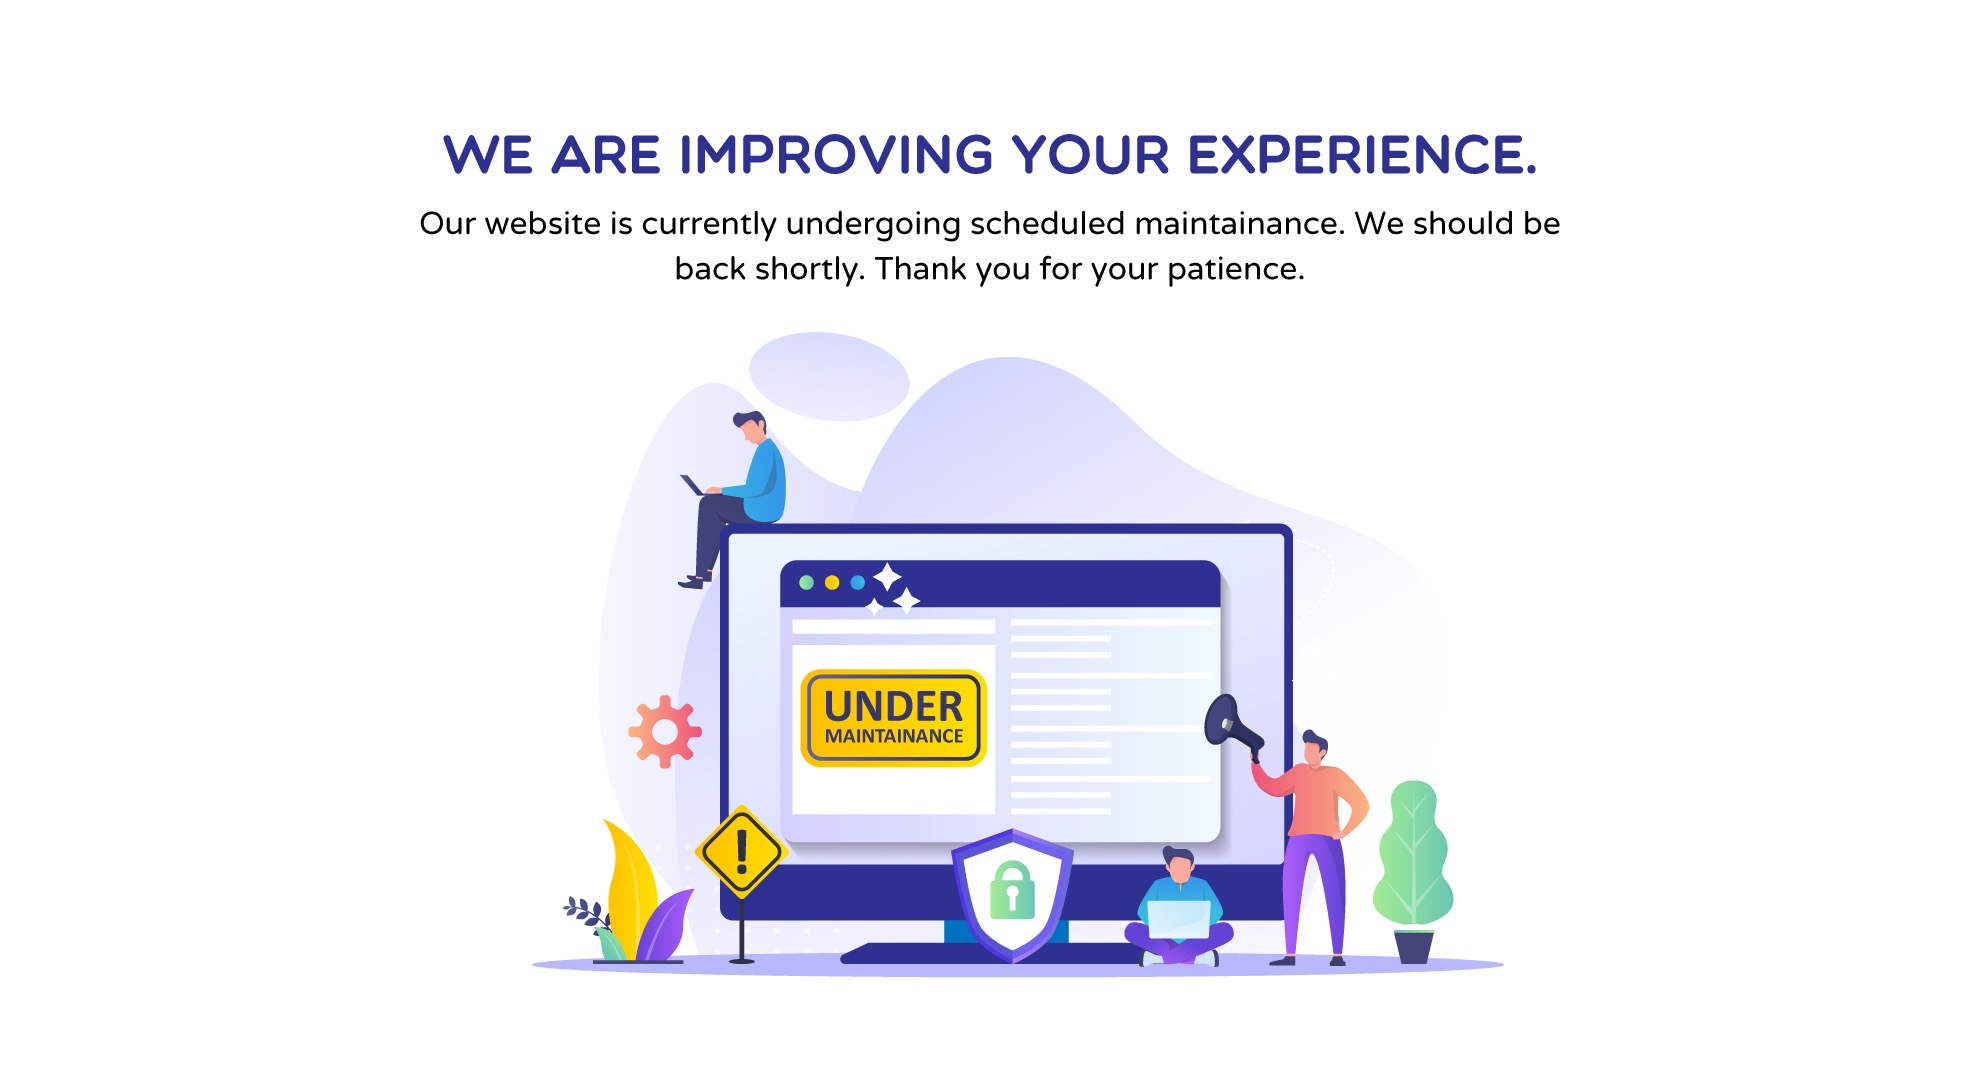 WE ARE IMPROVING YOUR EXPERIENCE.
Our website is currently undergoing scheduled maintainance. We should be
back shortly. Thank you for your patience.
UNDER
MAINTAINANCE
!